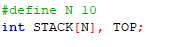 #define N 10
int STACK[N], TOP;